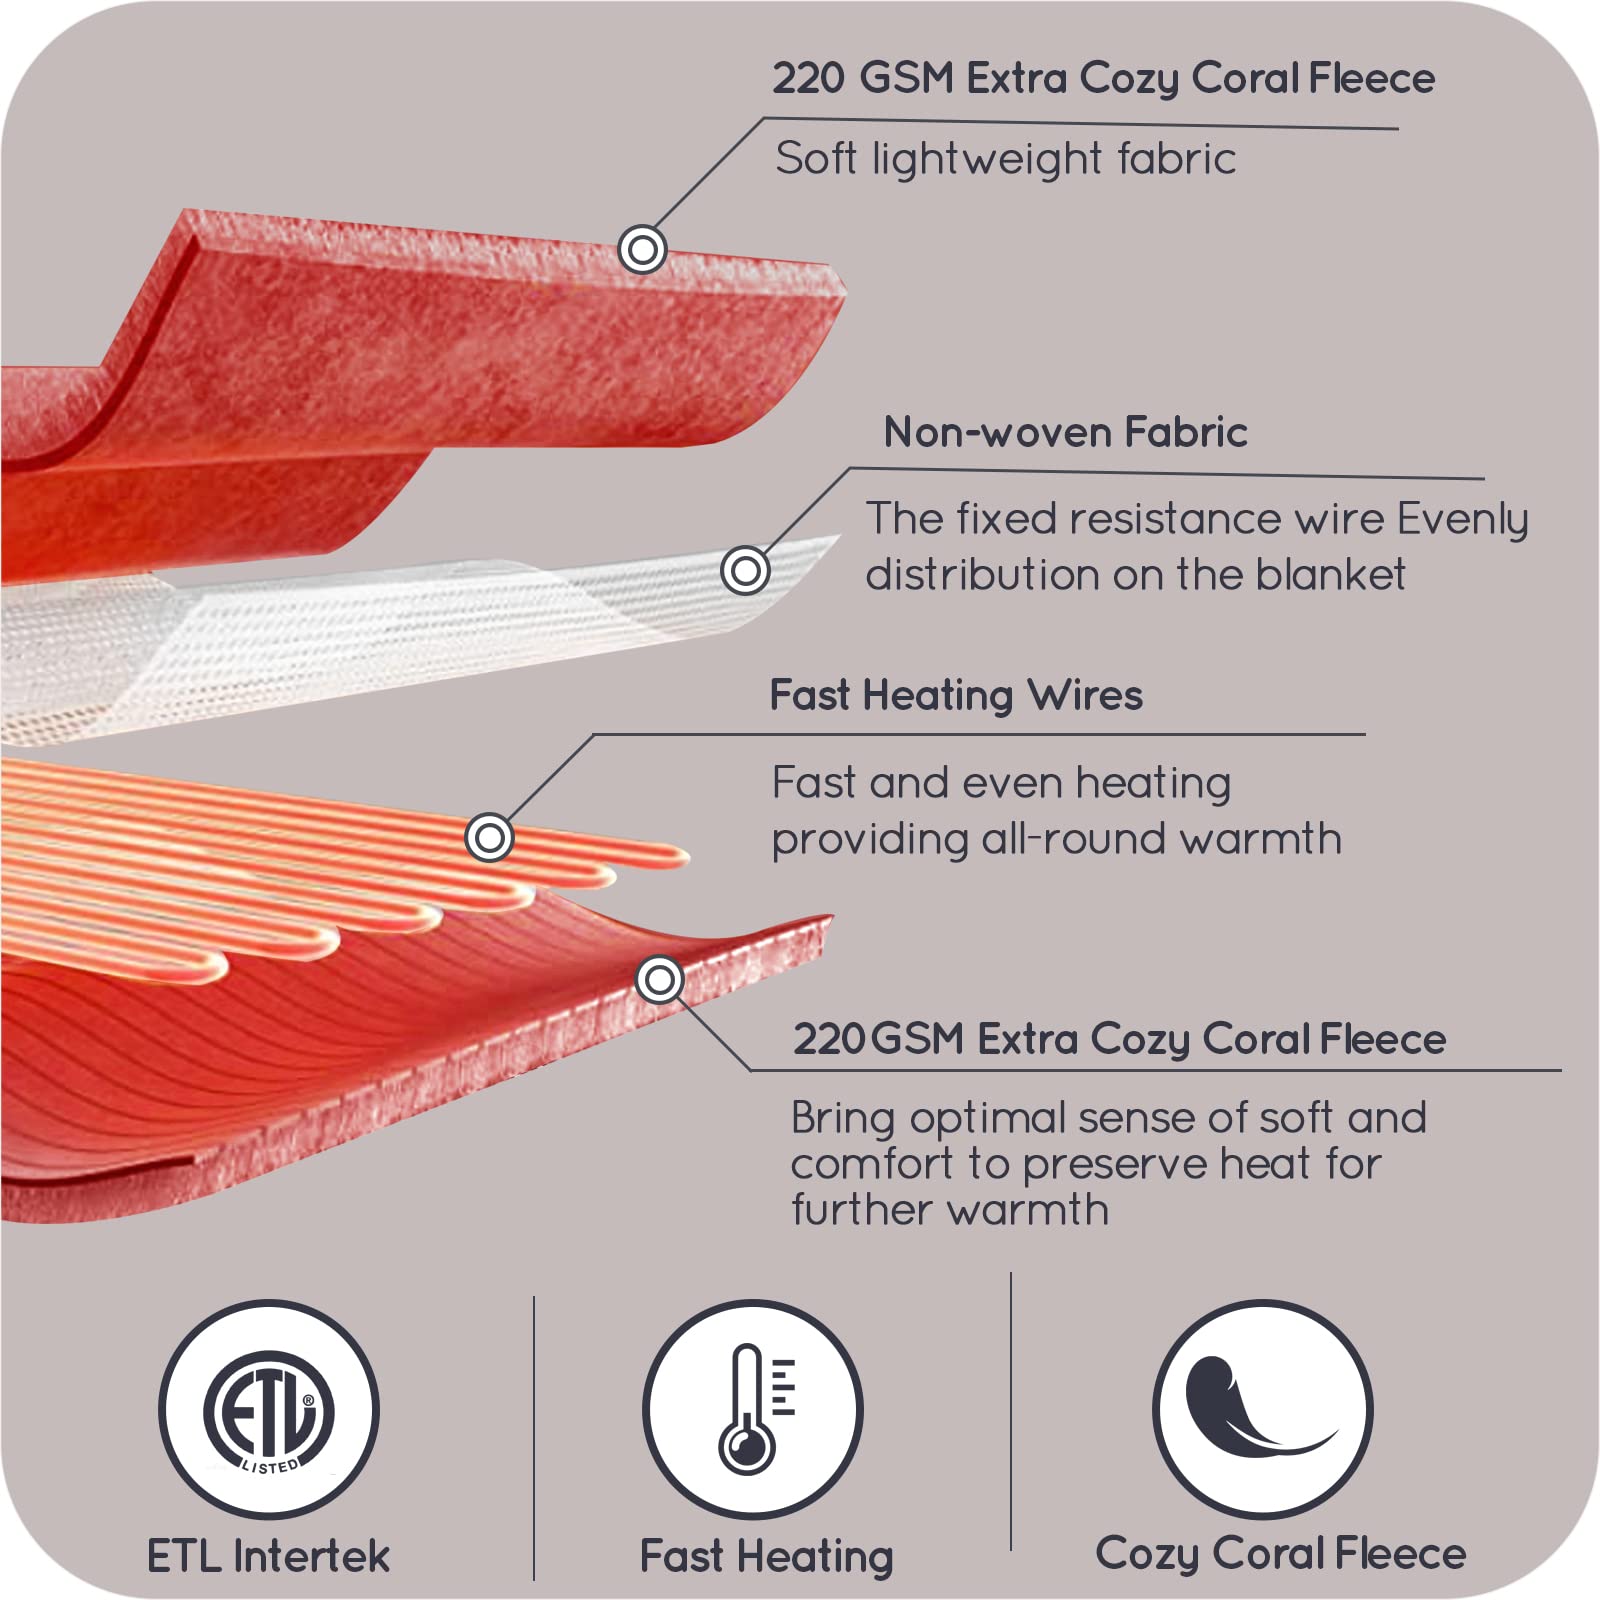 220 GSM Extra Cozy Coral Fleece
Soft lightweight fabric
Non-woven Fabric
The fixed resistance wire Evenly
distribution on the blanket
Fast Heating Wires
Fast and even heating
providing all-round warmth
220GSM Extra Cozy Coral Fleece
Bring optimal sense of soft and
comfort to preserve heat for
further warmth
ETL®
LISTED
ETL Intertek
Fast Heating
Cozy Coral Fleece